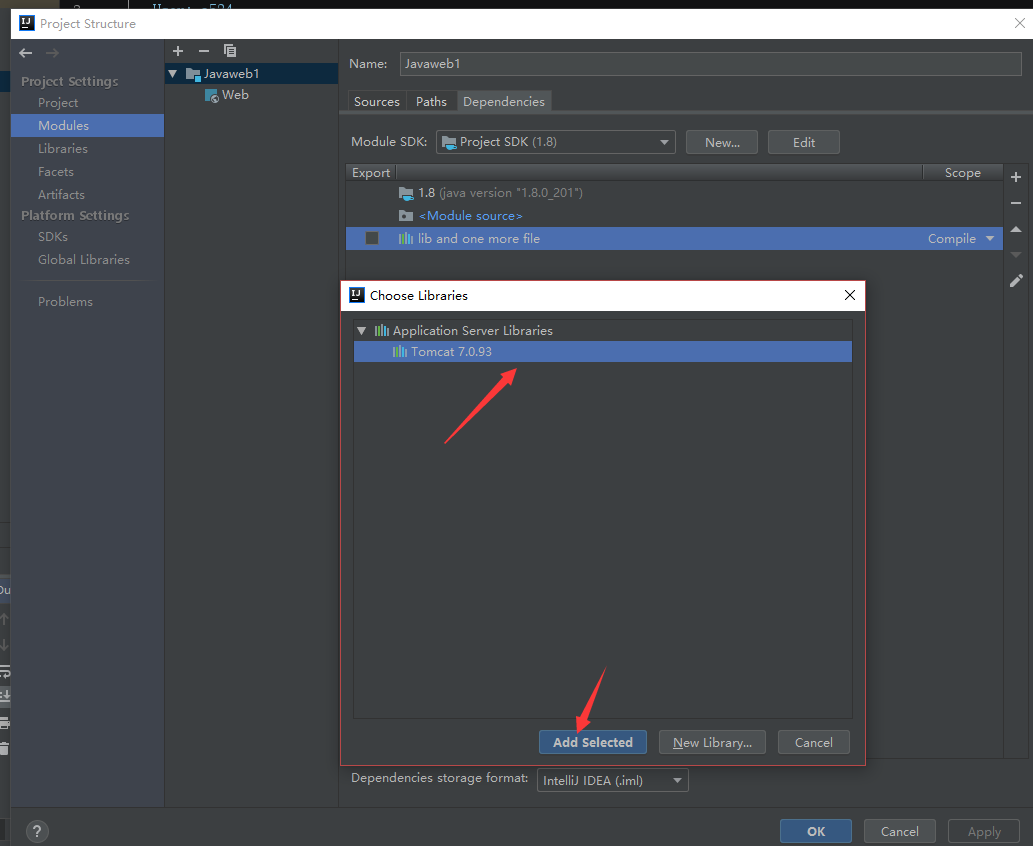 Project Structure
Project Settings
Project
Modules
Libraries
Facets
Artifacts
Platform Settings
SDKs
Global Libraries
Problems
Javaweb1
Web
Name: Javaweb1
Sources Paths Dependencies
Module SDK: Project SDK (1.8) New... Edit
Export Scope
1.8 (java version "1.8.0_201")
<Module source>
lib and one more file Compile
Choose Libraries
Application Server Libraries
Tomcat 7.0.93
Add Selected New Library... Cancel
Dependencies storage format: IntelliJ IDEA (.iml)
? OK Cancel Apply